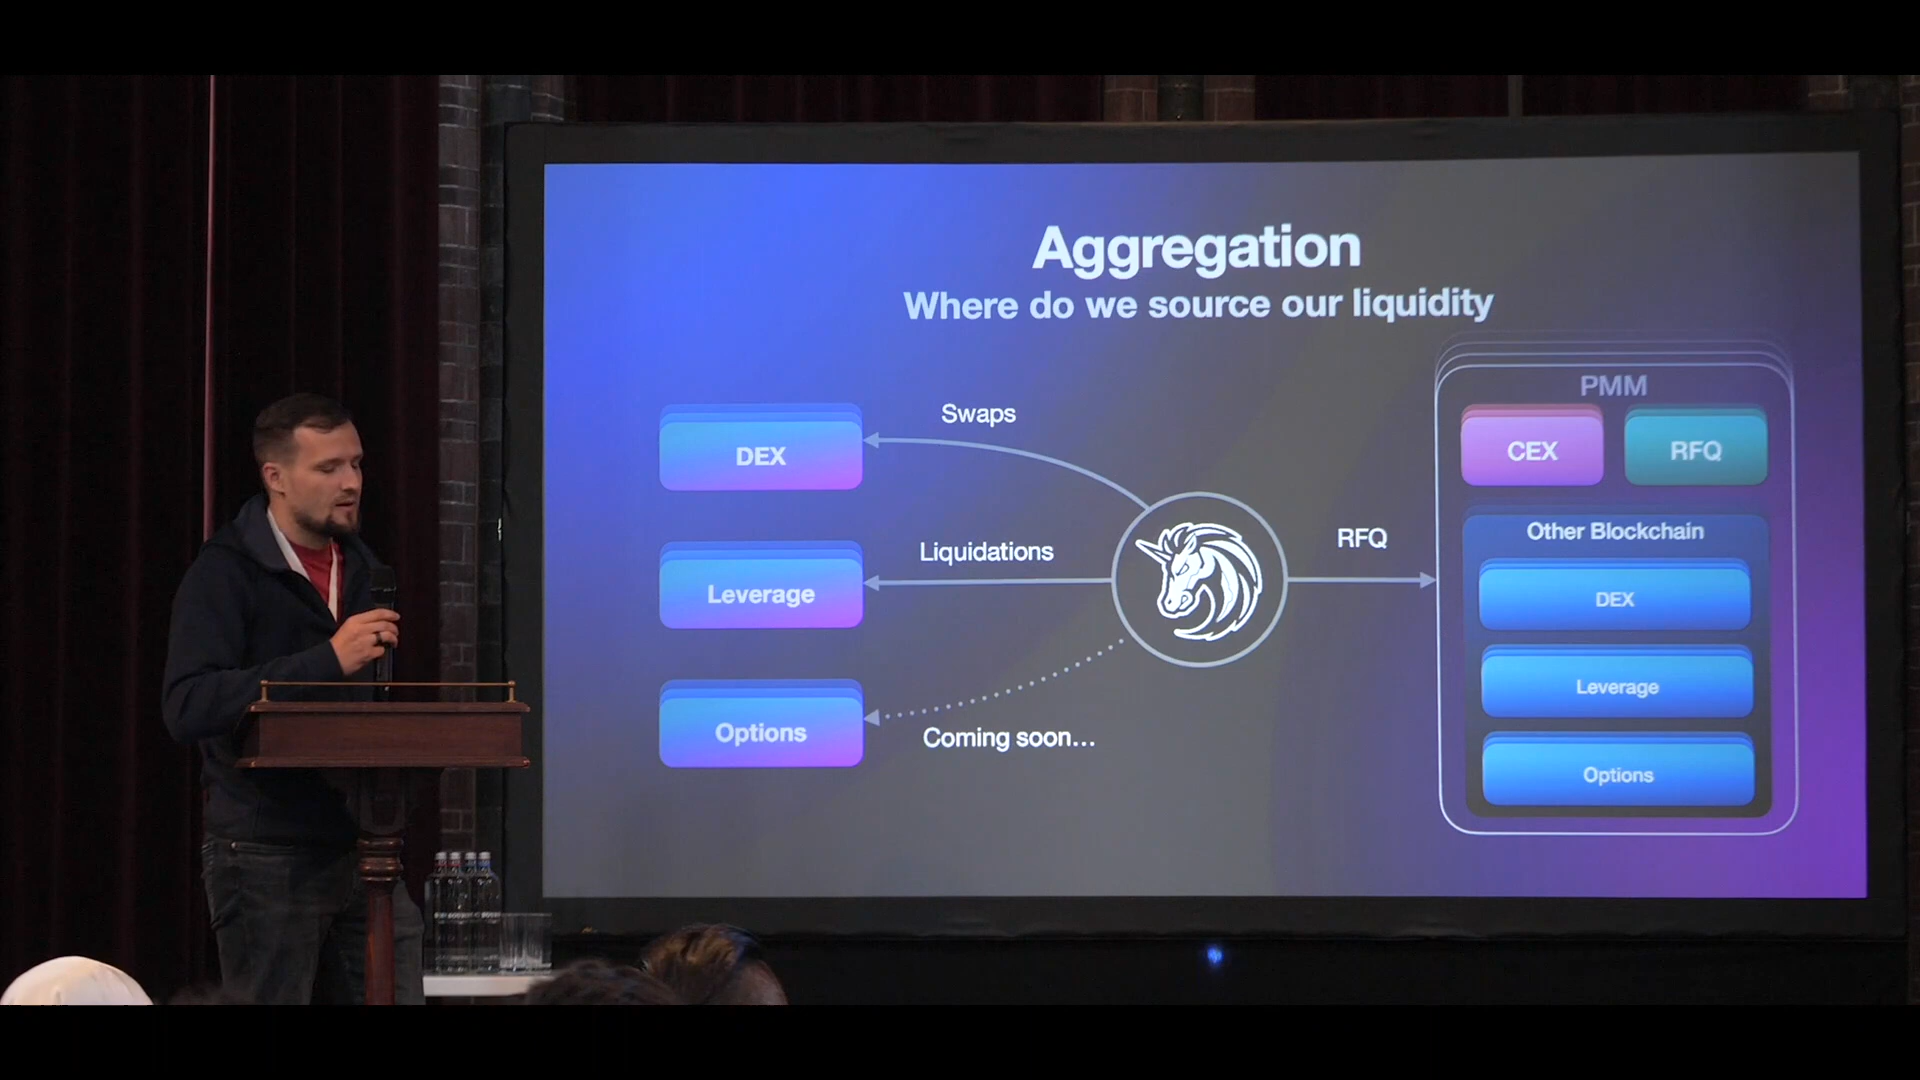 Aggregation
Where do we source our liquidity
DEX
Swaps
Leverage
Liquidations
Options
Coming soon...
RFQ
PMM
CEX
RFQ
Other Blockchain
DEX
Leverage
Options